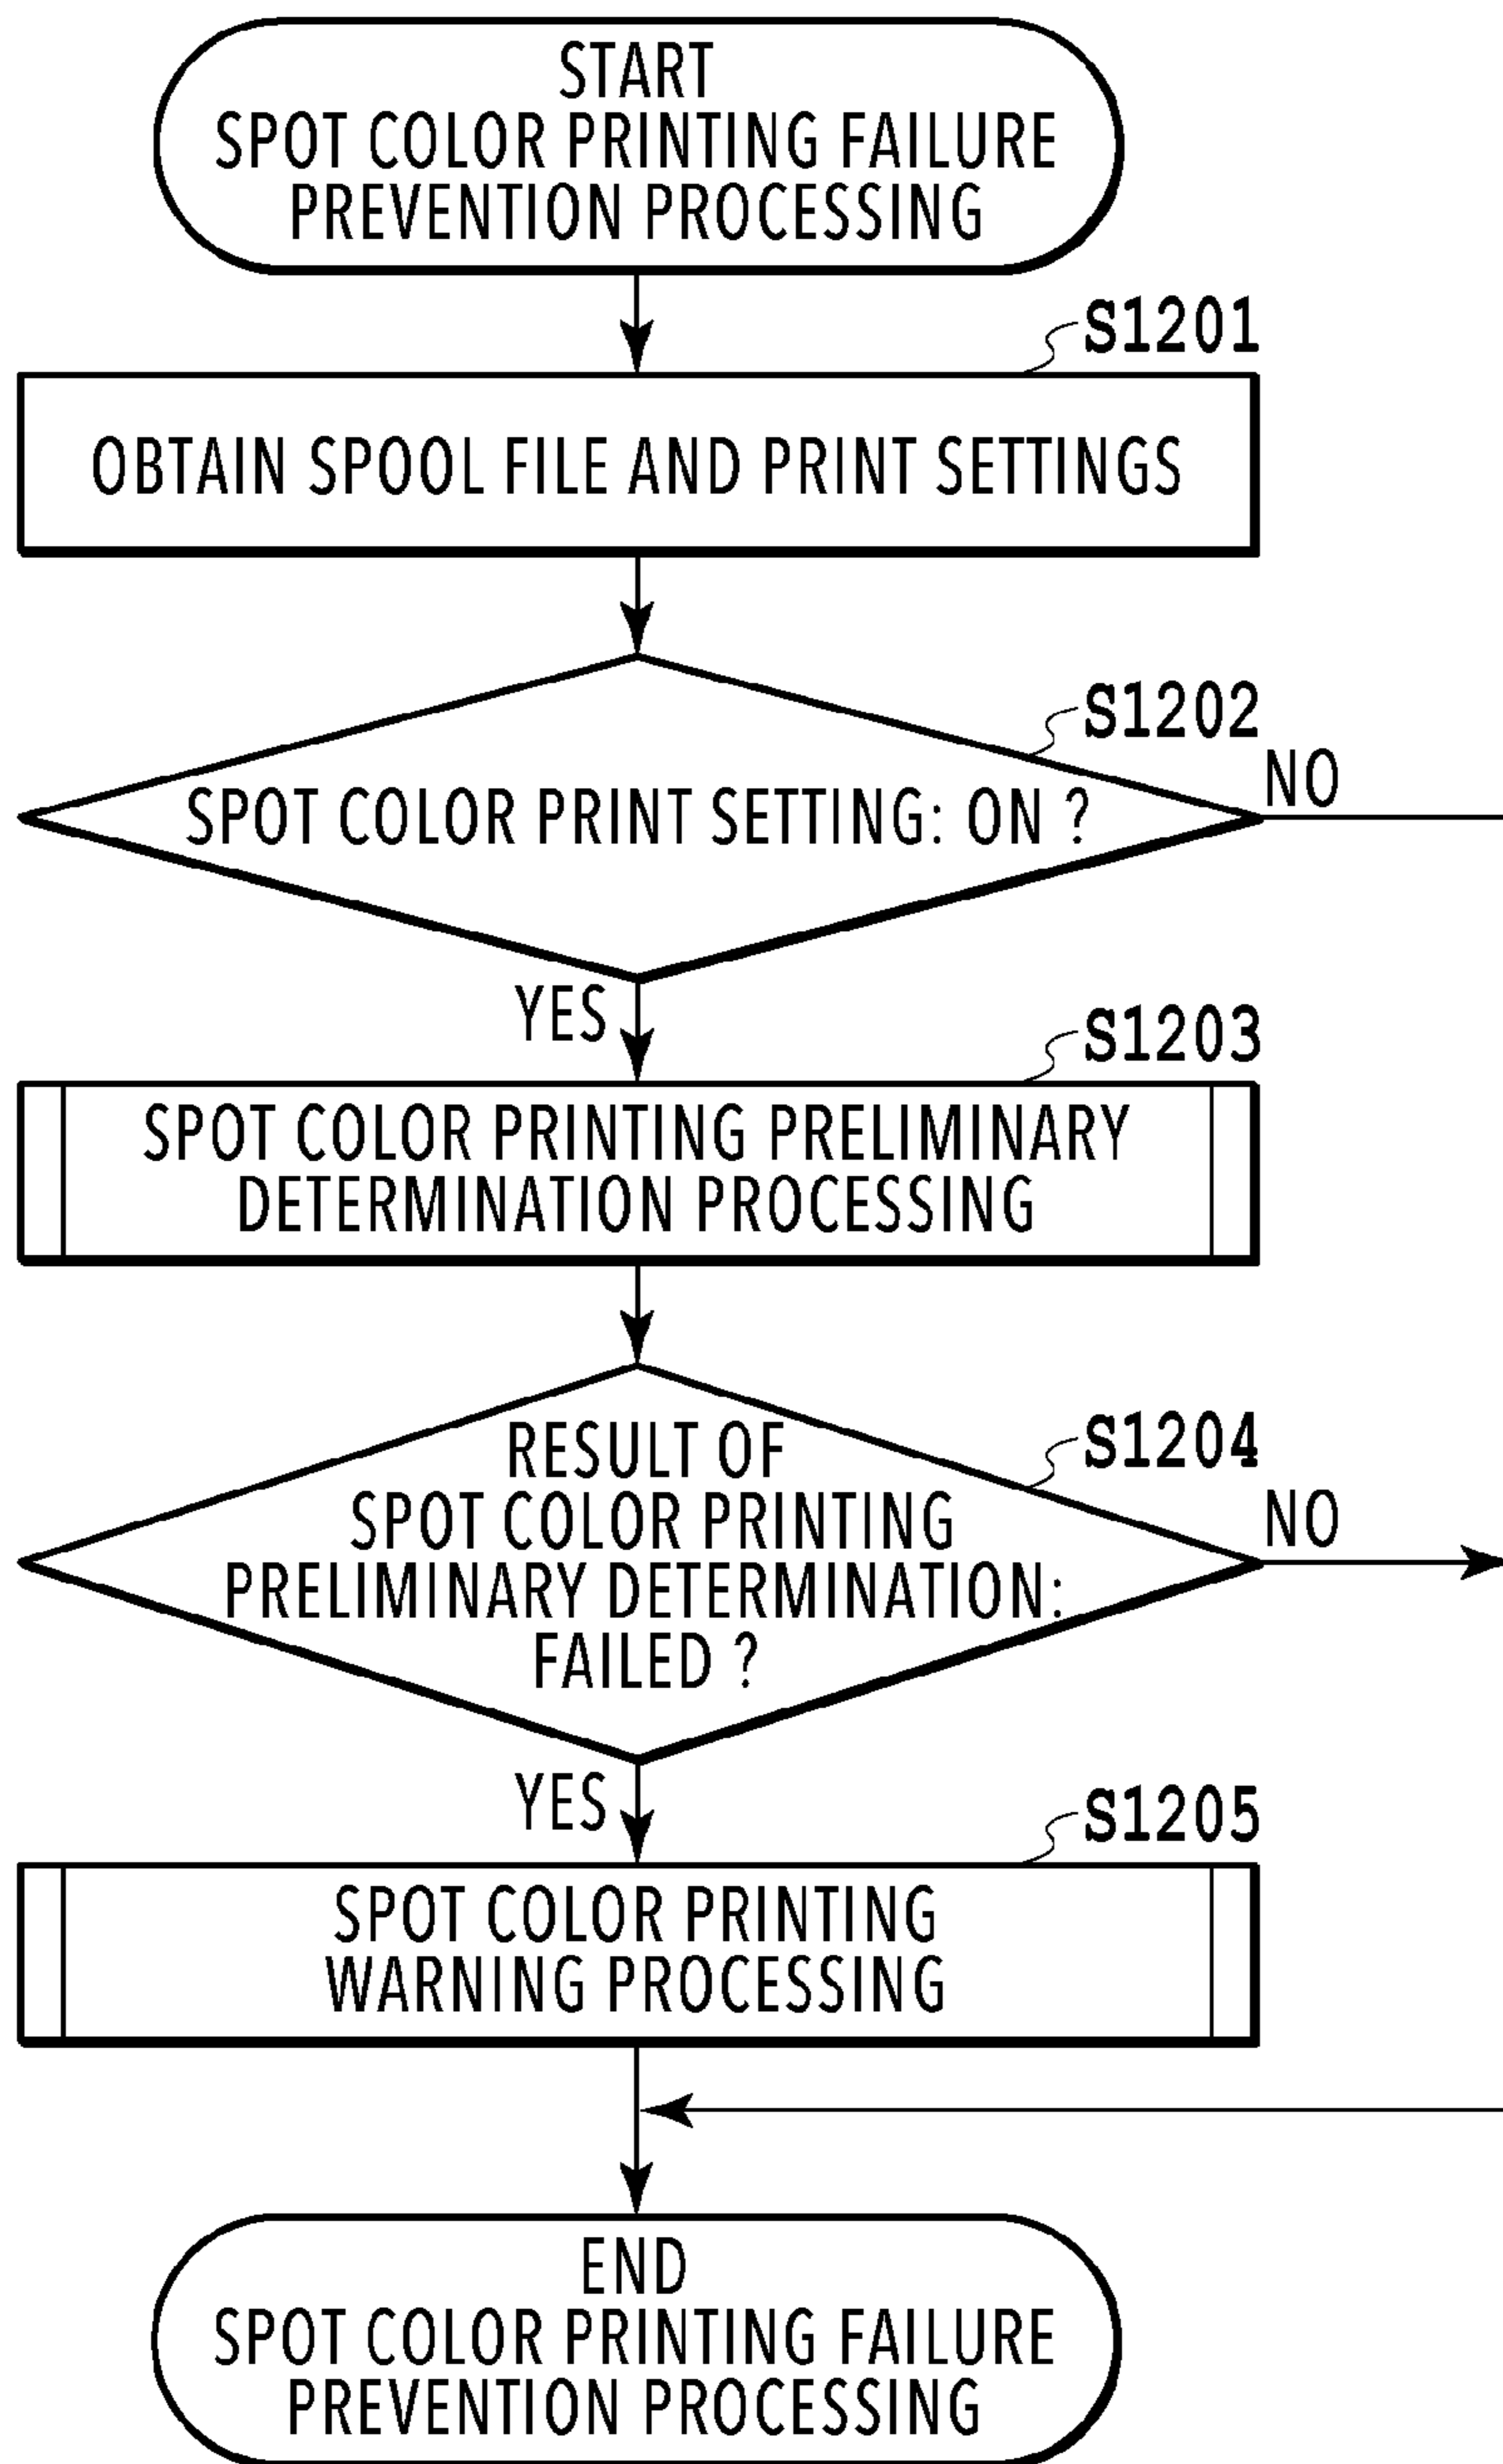 START
SPOT COLOR PRINTING FAILURE
PREVENTION PROCESSING
S1201
OBTAIN SPOOL FILE AND PRINT SETTINGS
S1202
SPOT COLOR PRINT SETTING: ON ?
NO
YES
S1203
SPOT COLOR PRINTING PRELIMINARY
DETERMINATION PROCESSING
S1204
RESULT OF
SPOT COLOR PRINTING
PRELIMINARY DETERMINATION:
FAILED ?
NO
YES
S1205
SPOT COLOR PRINTING
WARNING PROCESSING
END
SPOT COLOR PRINTING FAILURE
PREVENTION PROCESSING